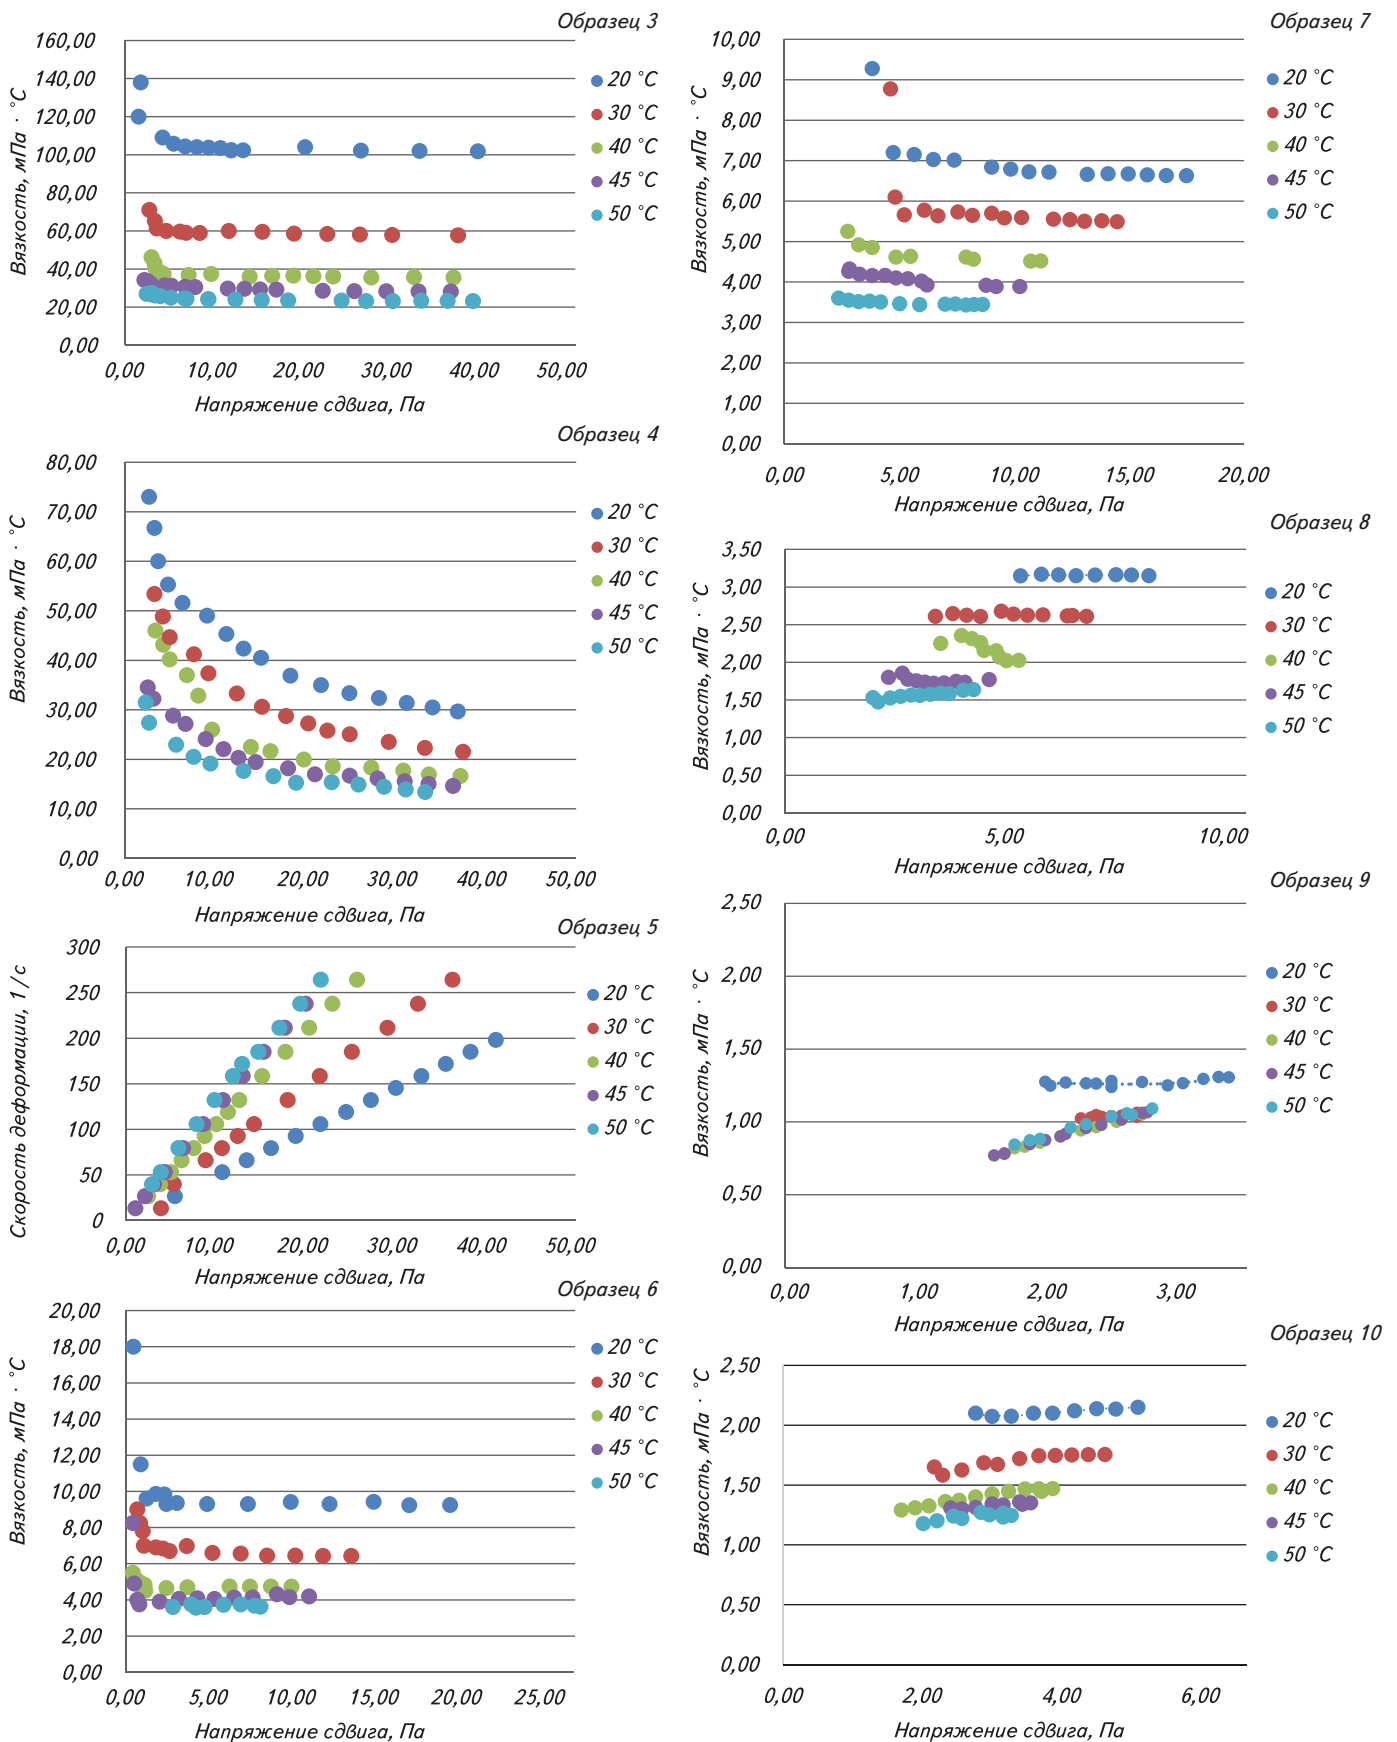 Образец 3
160,00
140,00
120,00
100,00
80,00
60,00
40,00
20,00
0,00
Вязкость, мПа · °С
20 °С
30 °С
40 °С
45 °С
50 °С
0,00 10,00 20,00 30,00 40,00 50,00
Напряжение сдвига, Па
Образец 4
80,00
70,00
60,00
50,00
40,00
30,00
20,00
10,00
0,00
Вязкость, мПа · °С
20 °С
30 °С
40 °С
45 °С
50 °С
0,00 10,00 20,00 30,00 40,00 50,00
Напряжение сдвига, Па
Образец 5
300
250
200
150
100
50
0
Скорость деформации, 1/с
20 °С
30 °С
40 °С
45 °С
50 °С
0,00 10,00 20,00 30,00 40,00 50,00
Напряжение сдвига, Па
Образец 6
20,00
18,00
16,00
14,00
12,00
10,00
8,00
6,00
4,00
2,00
0,00
Вязкость, мПа · °С
20 °С
30 °С
40 °С
45 °С
50 °С
0,00 5,00 10,00 15,00 20,00 25,00
Напряжение сдвига, Па
Образец 7
10,00
9,00
8,00
7,00
6,00
5,00
4,00
3,00
2,00
1,00
0,00
Вязкость, мПа · °С
20 °С
30 °С
40 °С
45 °С
50 °С
0,00 5,00 10,00 15,00 20,00
Напряжение сдвига, Па
Образец 8
3,50
3,00
2,50
2,00
1,50
1,00
0,50
0,00
Вязкость, мПа · °С
20 °С
30 °С
40 °С
45 °С
50 °С
0,00 5,00 10,00
Напряжение сдвига, Па
Образец 9
2,50
2,00
1,50
1,00
0,50
0,00
Вязкость, мПа · °С
20 °С
30 °С
40 °С
45 °С
50 °С
0,00 1,00 2,00 3,00
Напряжение сдвига, Па
Образец 10
2,50
2,00
1,50
1,00
0,50
0,00
Вязкость, мПа · °С
20 °С
30 °С
40 °С
45 °С
50 °С
0,00 2,00 4,00 6,00
Напряжение сдвига, Па